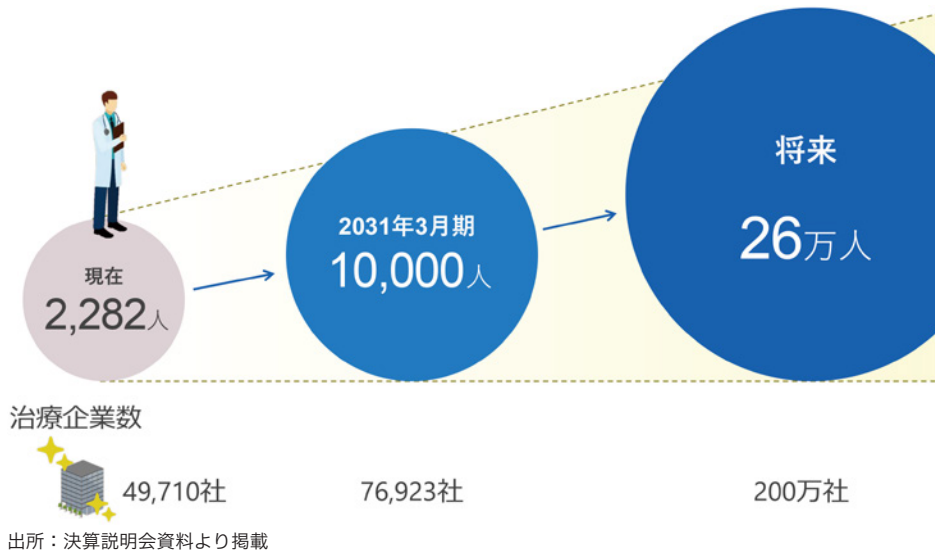 現在
2,282人
2031年3月期
10,000人
将来
26万人
治療企業数
49,710社
76,923社
200万社
出所：決算説明会資料より掲載